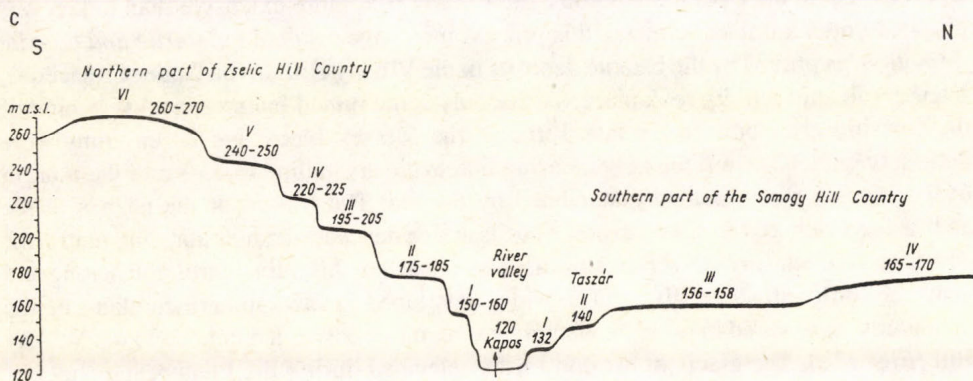 C
S
N
Northern part of Zselic Hill Country
m a.s.l.
VI
260-270
V
240-250
IV
220-225
III
195-205
II
175-185
I
150-160
River
valley
120
Kapos
I
132
Taszár
II
140
Southern part of the Somogy Hill Country
III
156-158
IV
165-170
260
240
220
200
180
160
140
120